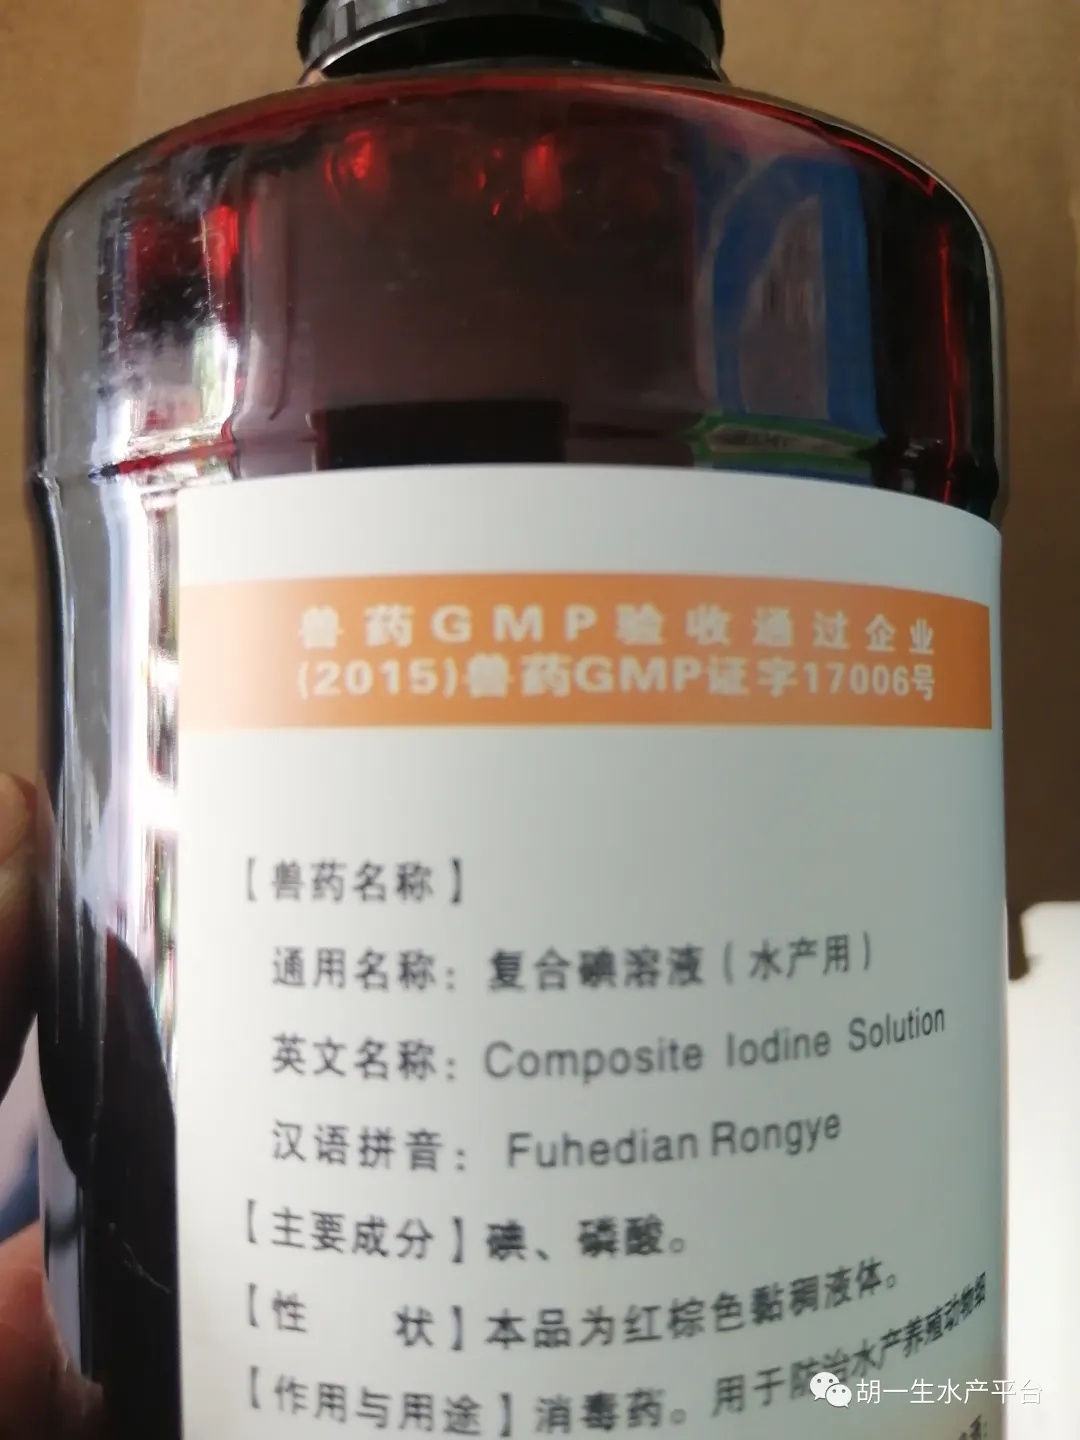 兽药GMP验收通过企业
(2015)兽药GMP证字17006号
【兽药名称】
通用名称：复合碘溶液（水产用）
英文名称：Composite Iodine Solution
汉语拼音：Fuhedian Rongye
【主要成分】碘、磷酸。
【性 状】本品为红棕色黏稠液体。
【作用与用途】消毒药。用于防治水产养殖动物细
胡一生水产平台